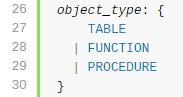 26 object_type: {
27     TABLE
28   | FUNCTION
29   | PROCEDURE
30 }